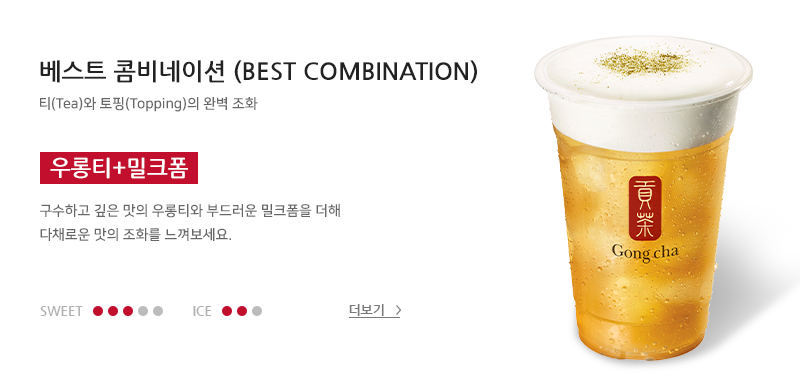 베스트 콤비네이션 (BEST COMBINATION)
티(Tea)와 토핑(Topping)의 완벽 조화
우롱티+밀크폼
구수하고 깊은 맛의 우롱티와 부드러운 밀크폼을 더해
다채로운 맛의 조화를 느껴보세요.
SWEET
ICE
더보기 >
貢茶
Gong cha